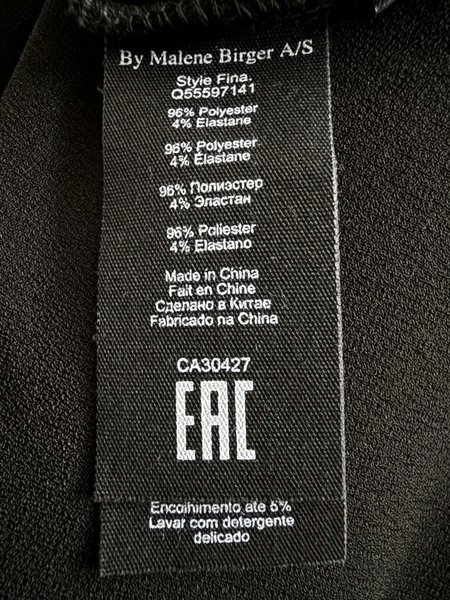 By Malene Birger A/S
Style Fina.
Q55597141
96% Polyester
4% Elastane
96% Polyester
4% Élastane
96% Полиэстер
4% Эластан
96% Poliester
4% Elastano
Made in China
Fait en Chine
Сделано в Китае
Fabricado na China
CA30427
EAC
Encolhimento até 5%
Lavar com detergente
delicado